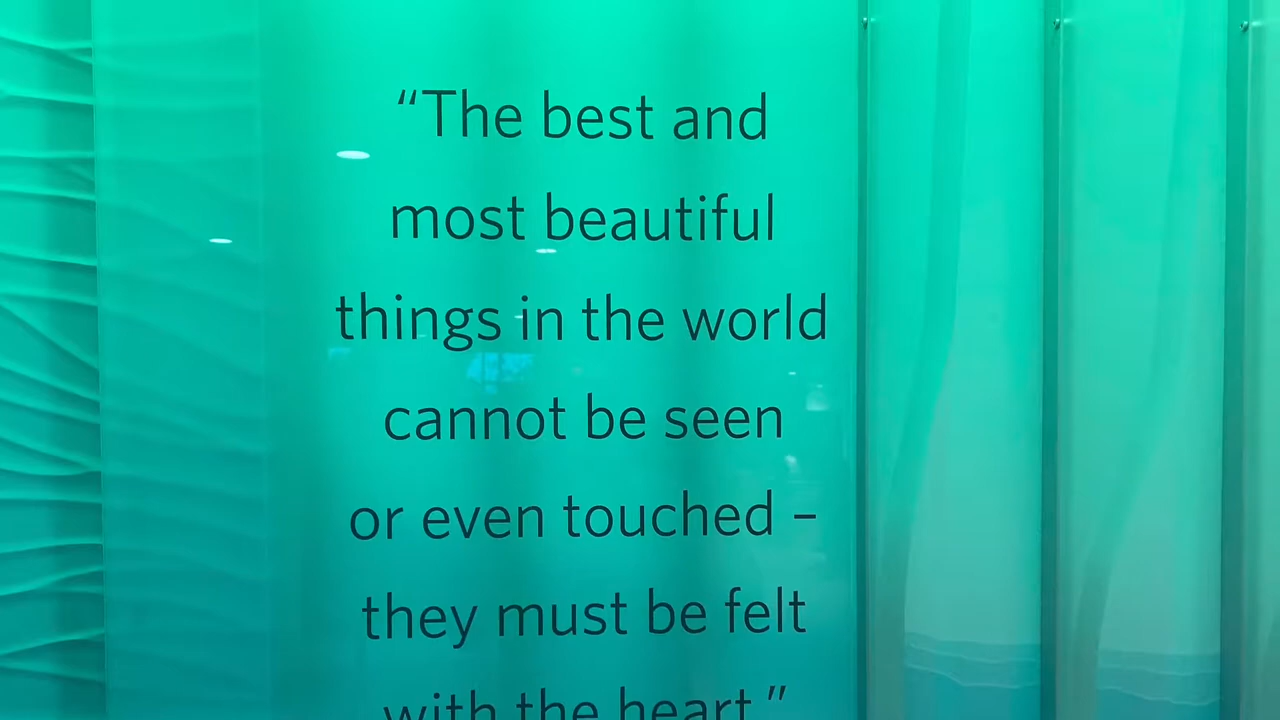 “The best and
most beautiful
things in the world
cannot be seen
or even touched –
they must be felt
with the heart.”